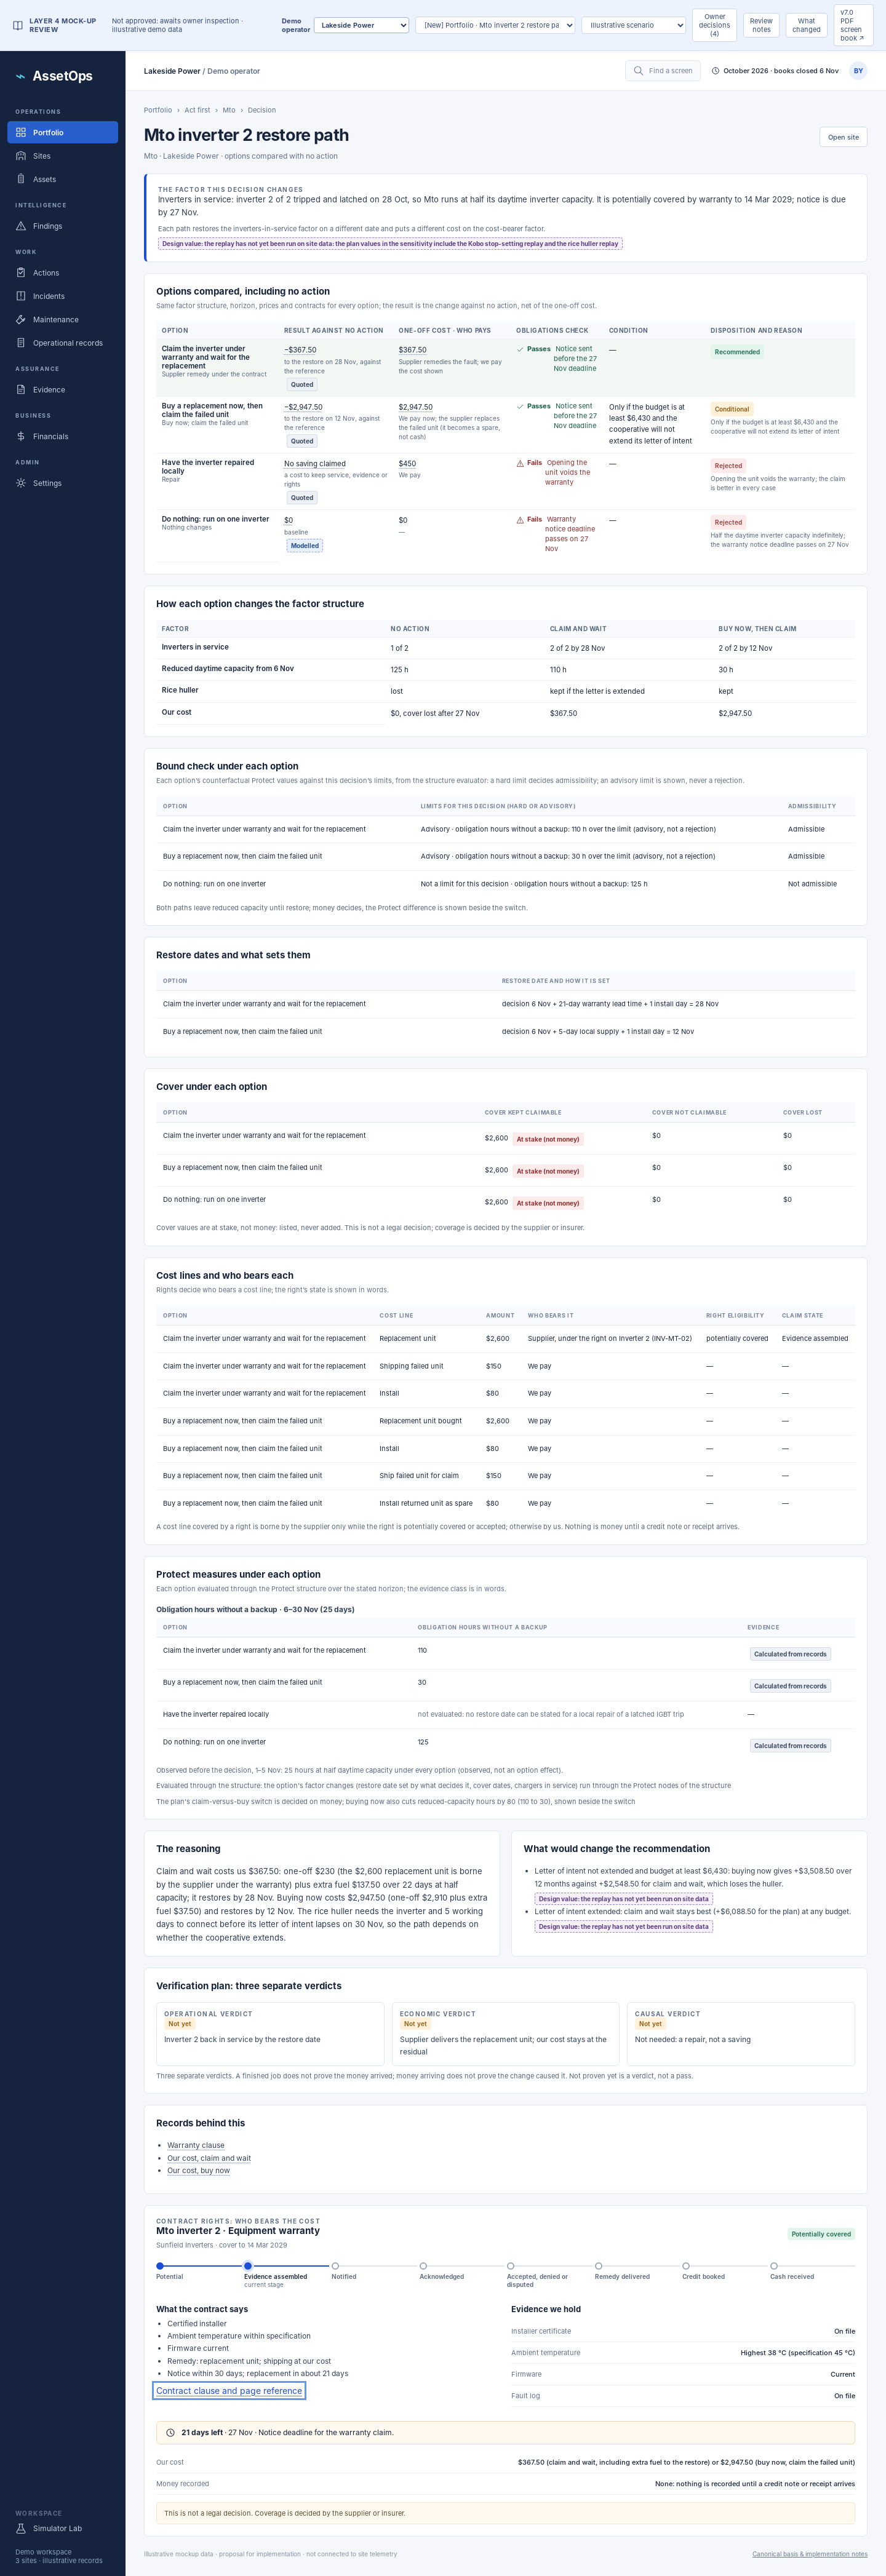 LAYER 4 MOCK-UP REVIEW
Not approved: awaits owner inspection · illustrative demo data
Demo operator
Lakeside Power
[New] Portfolio · Mto inverter 2 restore pa
Illustrative scenario
Owner decisions (4)
Review notes
What changed
v7.0 PDF screen book ↗
AssetOps
OPERATIONS
Portfolio
Sites
Assets
INTELLIGENCE
Findings
WORK
Actions
Incidents
Maintenance
Operational records
ASSURANCE
Evidence
BUSINESS
Financials
ADMIN
Settings
WORKSPACE
Simulator Lab
Demo workspace
3 sites · illustrative records
Lakeside Power / Demo operator
Find a screen
October 2026 · books closed 6 Nov
BY
Portfolio › Act first › Mto › Decision
Mto inverter 2 restore path
Mto · Lakeside Power · options compared with no action
Open site
THE FACTOR THIS DECISION CHANGES
Inverters in service: inverter 2 of 2 tripped and latched on 28 Oct, so Mto runs at half its daytime inverter capacity. It is potentially covered by warranty to 14 Mar 2029; notice is due
by 27 Nov.
Each path restores the inverters-in-service factor on a different date and puts a different cost on the cost-bearer factor.
Design value: the replay has not yet been run on site data: the plan values in the sensitivity include the Kobo stop-setting replay and the rice huller replay
Options compared, including no action
Same factor structure, horizon, prices and contracts for every option; the result is the change against no action, net of the one-off cost.
OPTION RESULT AGAINST NO ACTION ONE-OFF COST · WHO PAYS OBLIGATIONS CHECK CONDITION DISPOSITION AND REASON
Claim the inverter under warranty and wait for the replacement
Supplier remedy under the contract
−$367.50
to the restore on 28 Nov, against the reference
Quoted
$367.50
Supplier remedies the fault; we pay the cost shown
Passes Notice sent before the 27 Nov deadline
—
Recommended
Buy a replacement now, then claim the failed unit
Buy now; claim the failed unit
−$2,947.50
to the restore on 12 Nov, against the reference
Quoted
$2,947.50
We pay now; the supplier replaces the failed unit (it becomes a spare, not cash)
Passes Notice sent before the 27 Nov deadline
Only if the budget is at least $6,430 and the cooperative will not extend its letter of intent
Conditional
Only if the budget is at least $6,430 and the cooperative will not extend its letter of intent
Have the inverter repaired locally
Repair
No saving claimed
a cost to keep service, evidence or rights
Quoted
$450
We pay
Fails Opening the unit voids the warranty
—
Rejected
Opening the unit voids the warranty; the claim is better in every case
Do nothing: run on one inverter
Nothing changes
$0
baseline
Modelled
$0
—
Fails Warranty notice deadline passes on 27 Nov
—
Rejected
Half the daytime inverter capacity indefinitely; the warranty notice deadline passes on 27 Nov
How each option changes the factor structure
FACTOR NO ACTION CLAIM AND WAIT BUY NOW, THEN CLAIM
Inverters in service 1 of 2 2 of 2 by 28 Nov 2 of 2 by 12 Nov
Reduced daytime capacity from 6 Nov 125 h 110 h 30 h
Rice huller lost kept if the letter is extended kept
Our cost $0, cover lost after 27 Nov $367.50 $2,947.50
Bound check under each option
Each option's counterfactual Protect values against this decision's limits, from the structure evaluator: a hard limit decides admissibility; an advisory limit is shown, never a rejection.
OPTION LIMITS FOR THIS DECISION (HARD OR ADVISORY) ADMISSIBILITY
Claim the inverter under warranty and wait for the replacement Advisory · obligation hours without a backup: 110 h over the limit (advisory, not a rejection) Admissible
Buy a replacement now, then claim the failed unit Advisory · obligation hours without a backup: 30 h over the limit (advisory, not a rejection) Admissible
Do nothing: run on one inverter Not a limit for this decision · obligation hours without a backup: 125 h Not admissible
Both paths leave reduced capacity until restore; money decides, the Protect difference is shown beside the switch.
Restore dates and what sets them
OPTION RESTORE DATE AND HOW IT IS SET
Claim the inverter under warranty and wait for the replacement decision 6 Nov + 21-day warranty lead time + 1 install day = 28 Nov
Buy a replacement now, then claim the failed unit decision 6 Nov + 5-day local supply + 1 install day = 12 Nov
Cover under each option
OPTION COVER KEPT CLAIMABLE COVER NOT CLAIMABLE COVER LOST
Claim the inverter under warranty and wait for the replacement $2,600 At stake (not money) $0 $0
Buy a replacement now, then claim the failed unit $2,600 At stake (not money) $0 $0
Do nothing: run on one inverter $2,600 At stake (not money) $0 $0
Cover values are at stake, not money: listed, never added. This is not a legal decision; coverage is decided by the supplier or insurer.
Cost lines and who bears each
Rights decide who bears a cost line; the right's state is shown in words.
OPTION COST LINE AMOUNT WHO BEARS IT RIGHT ELIGIBILITY CLAIM STATE
Claim the inverter under warranty and wait for the replacement Replacement unit $2,600 Supplier, under the right on Inverter 2 (INV-MT-02) potentially covered Evidence assembled
Claim the inverter under warranty and wait for the replacement Shipping failed unit $150 We pay — —
Claim the inverter under warranty and wait for the replacement Install $80 We pay — —
Buy a replacement now, then claim the failed unit Replacement unit bought $2,600 We pay — —
Buy a replacement now, then claim the failed unit Install $80 We pay — —
Buy a replacement now, then claim the failed unit Ship failed unit for claim $150 We pay — —
Buy a replacement now, then claim the failed unit Install returned unit as spare $80 We pay — —
A cost line covered by a right is borne by the supplier only while the right is potentially covered or accepted; otherwise by us. Nothing is money until a credit note or receipt arrives.
Protect measures under each option
Each option evaluated through the Protect structure over the stated horizon; the evidence class is in words.
Obligation hours without a backup · 6–30 Nov (25 days)
OPTION OBLIGATION HOURS WITHOUT A BACKUP EVIDENCE
Claim the inverter under warranty and wait for the replacement 110 Calculated from records
Buy a replacement now, then claim the failed unit 30 Calculated from records
Have the inverter repaired locally not evaluated: no restore date can be stated for a local repair of a latched IGBT trip —
Do nothing: run on one inverter 125 Calculated from records
Observed before the decision, 1–5 Nov: 25 hours at half daytime capacity under every option (observed, not an option effect).
Evaluated through the structure: the option's factor changes (restore date set by what decides it, cover dates, chargers in service) run through the Protect nodes of the structure
The plan's claim-versus-buy switch is decided on money; buying now also cuts reduced-capacity hours by 80 (110 to 30), shown beside the switch
The reasoning
Claim and wait costs us $367.50: one-off $230 (the $2,600 replacement unit is borne
by the supplier under the warranty) plus extra fuel $137.50 over 22 days at half
capacity; it restores by 28 Nov. Buying now costs $2,947.50 (one-off $2,910 plus extra
fuel $37.50) and restores by 12 Nov. The rice huller needs the inverter and 5 working
days to connect before its letter of intent lapses on 30 Nov, so the path depends on
whether the cooperative extends.
What would change the recommendation
Letter of intent not extended and budget at least $6,430: buying now gives +$3,508.50 over
12 months against +$2,548.50 for claim and wait, which loses the huller.
Design value: the replay has not yet been run on site data
Letter of intent extended: claim and wait stays best (+$6,088.50 for the plan) at any budget.
Design value: the replay has not yet been run on site data
Verification plan: three separate verdicts
OPERATIONAL VERDICT
Not yet
Inverter 2 back in service by the restore date
ECONOMIC VERDICT
Not yet
Supplier delivers the replacement unit; our cost stays at the
residual
CAUSAL VERDICT
Not yet
Not needed: a repair, not a saving
Three separate verdicts. A finished job does not prove the money arrived; money arriving does not prove the change caused it. Not proven yet is a verdict, not a pass.
Records behind this
Warranty clause
Our cost, claim and wait
Our cost, buy now
CONTRACT RIGHTS: WHO BEARS THE COST
Mto inverter 2 · Equipment warranty
Sunfield Inverters · cover to 14 Mar 2029
Potentially covered
Potential
Evidence assembled
current stage
Notified
Acknowledged
Accepted, denied or disputed
Remedy delivered
Credit booked
Cash received
What the contract says
Certified installer
Ambient temperature within specification
Firmware current
Remedy: replacement unit; shipping at our cost
Notice within 30 days; replacement in about 21 days
Contract clause and page reference
Evidence we hold
Installer certificate On file
Ambient temperature Highest 38 °C (specification 45 °C)
Firmware Current
Fault log On file
21 days left · 27 Nov · Notice deadline for the warranty claim.
Our cost $367.50 (claim and wait, including extra fuel to the restore) or $2,947.50 (buy now, claim the failed unit)
Money recorded None: nothing is recorded until a credit note or receipt arrives
This is not a legal decision. Coverage is decided by the supplier or insurer.
Illustrative mockup data · proposal for implementation · not connected to site telemetry
Canonical basis & implementation notes